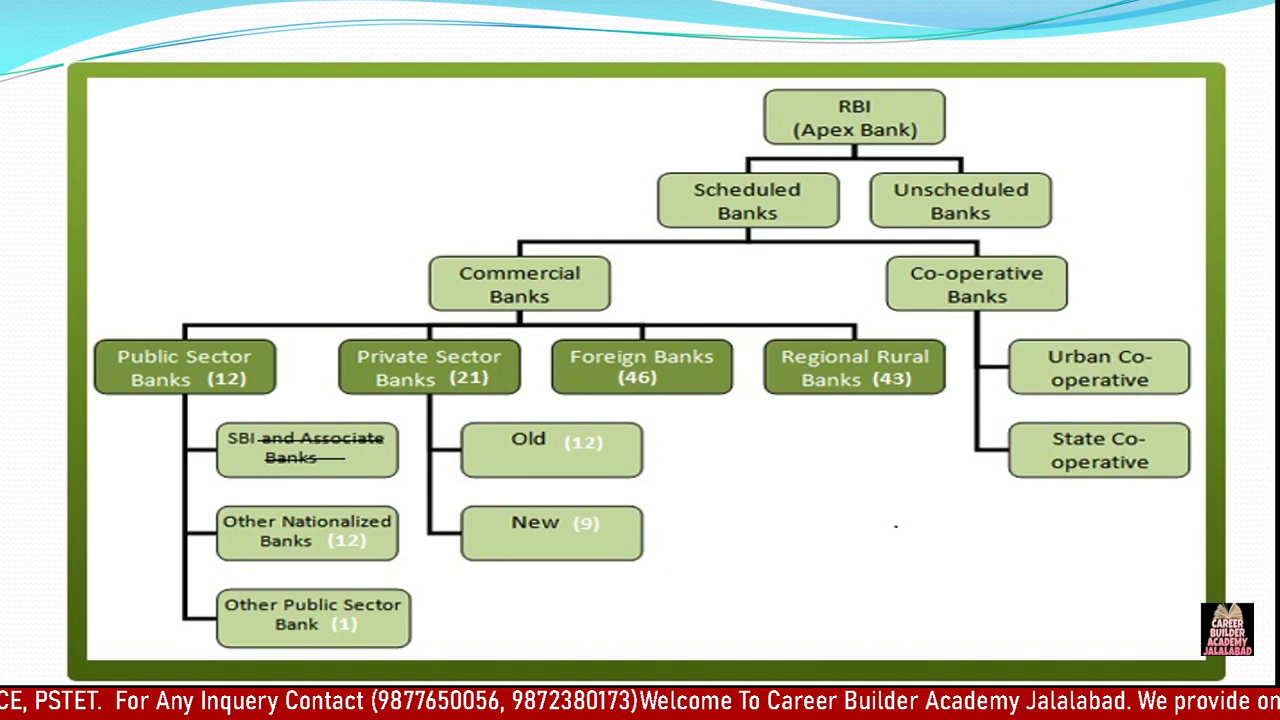 RBI
(Apex Bank)
Scheduled
Banks
Unscheduled
Banks
Commercial
Banks
Co-operative
Banks
Public Sector
Banks (12)
Private Sector
Banks (21)
Foreign Banks
(46)
Regional Rural
Banks (43)
Urban Co-
operative
SBI and Associate
Banks
Old (12)
State Co-
operative
Other Nationalized
Banks (12)
New (9)
Other Public Sector
Bank (1)
CAREER
BUILDER
ACADEMY
JALALABAD
CE, PSTET. For Any Inquery Contact (9877650056, 9872380173)Welcome To Career Builder Academy Jalalabad. We provide on